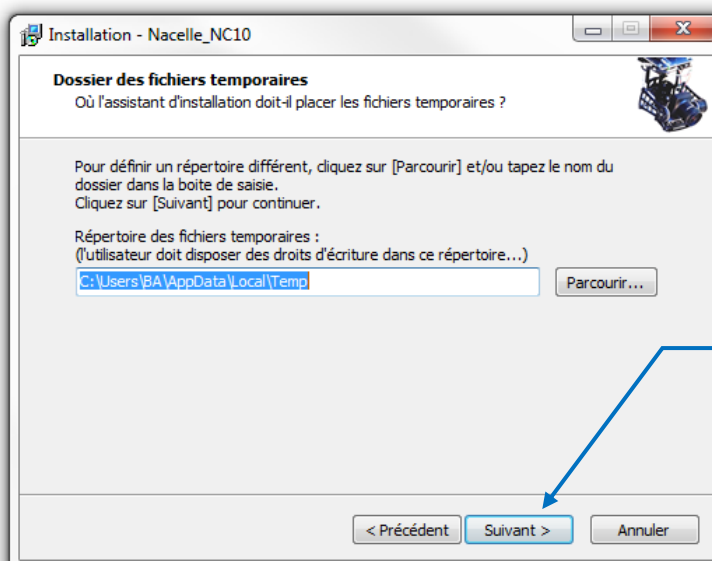 Installation - Nacelle_NC10
Dossier des fichiers temporaires
Où l'assistant d'installation doit-il placer les fichiers temporaires ?
Pour définir un répertoire différent, cliquez sur [Parcourir] et/ou tapez le nom du
dossier dans la boite de saisie.
Cliquez sur [Suivant] pour continuer.
Répertoire des fichiers temporaires :
(l'utilisateur doit disposer des droits d'écriture dans ce répertoire...)
C:\Users\BA\AppData\Local\Temp
Parcourir...
< Précédent
Suivant >
Annuler